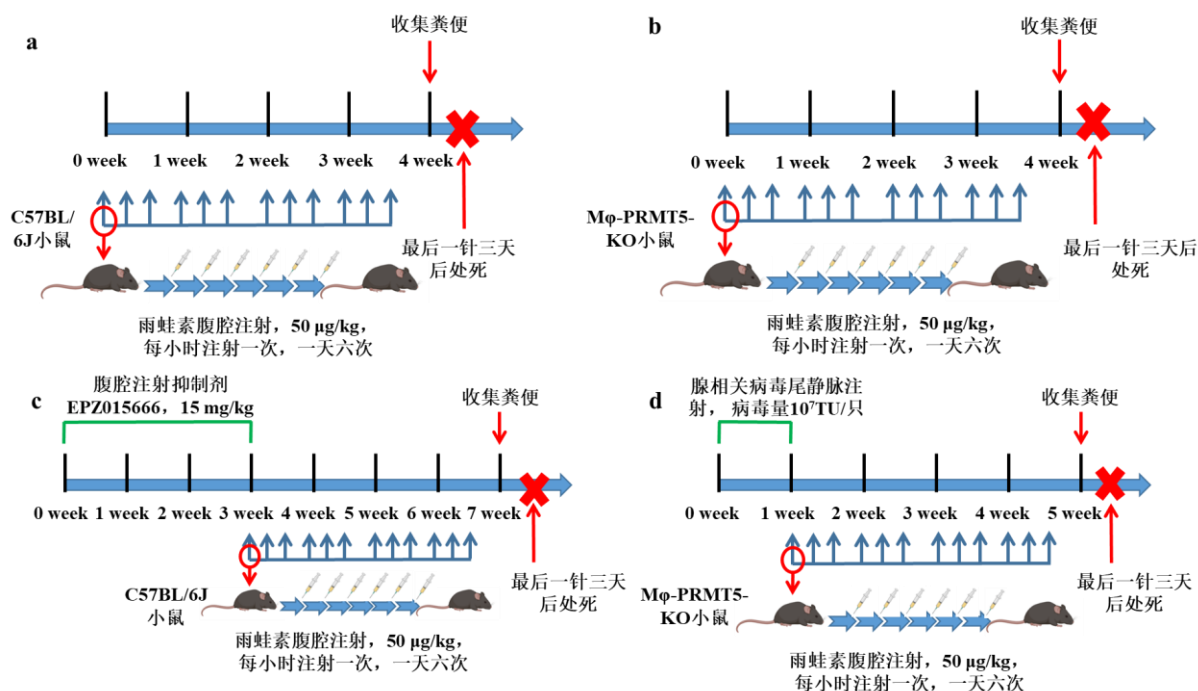 a
收集粪便
0 week 1 week 2 week 3 week 4 week
C57BL/
6J小鼠
最后一针三天
后处死
雨蛙素腹腔注射，50 μg/kg，
每小时注射一次，一天六次
b
收集粪便
0 week 1 week 2 week 3 week 4 week
Mφ-PRMT5-
KO小鼠
最后一针三天后
处死
雨蛙素腹腔注射，50 μg/kg，
每小时注射一次，一天六次
c
腹腔注射抑制剂
EPZ015666，15 mg/kg
收集粪便
0 week 1 week 2 week 3 week 4 week 5 week 6 week 7 week
C57BL/6J
小鼠
最后一针三天
后处死
雨蛙素腹腔注射，50 μg/kg，
每小时注射一次，一天六次
d
腺相关病毒尾静脉注
射， 病毒量10⁷TU/只
收集粪便
0 week 1 week 2 week 3 week 4 week 5 week
Mφ-PRMT5-
KO小鼠
最后一针三天
后处死
雨蛙素腹腔注射，50 μg/kg，
每小时注射一次，一天六次